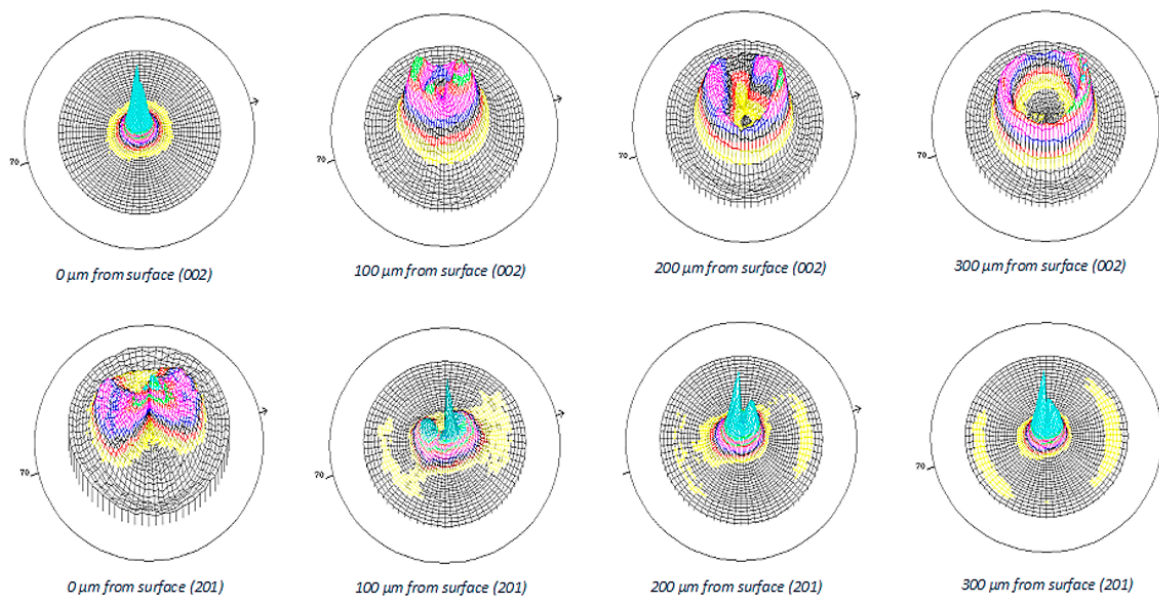 70
70
70
70
0 µm from surface (002)
100 µm from surface (002)
200 µm from surface (002)
300 µm from surface (002)
70
70
70
70
0 µm from surface (201)
100 µm from surface (201)
200 µm from surface (201)
300 µm from surface (201)